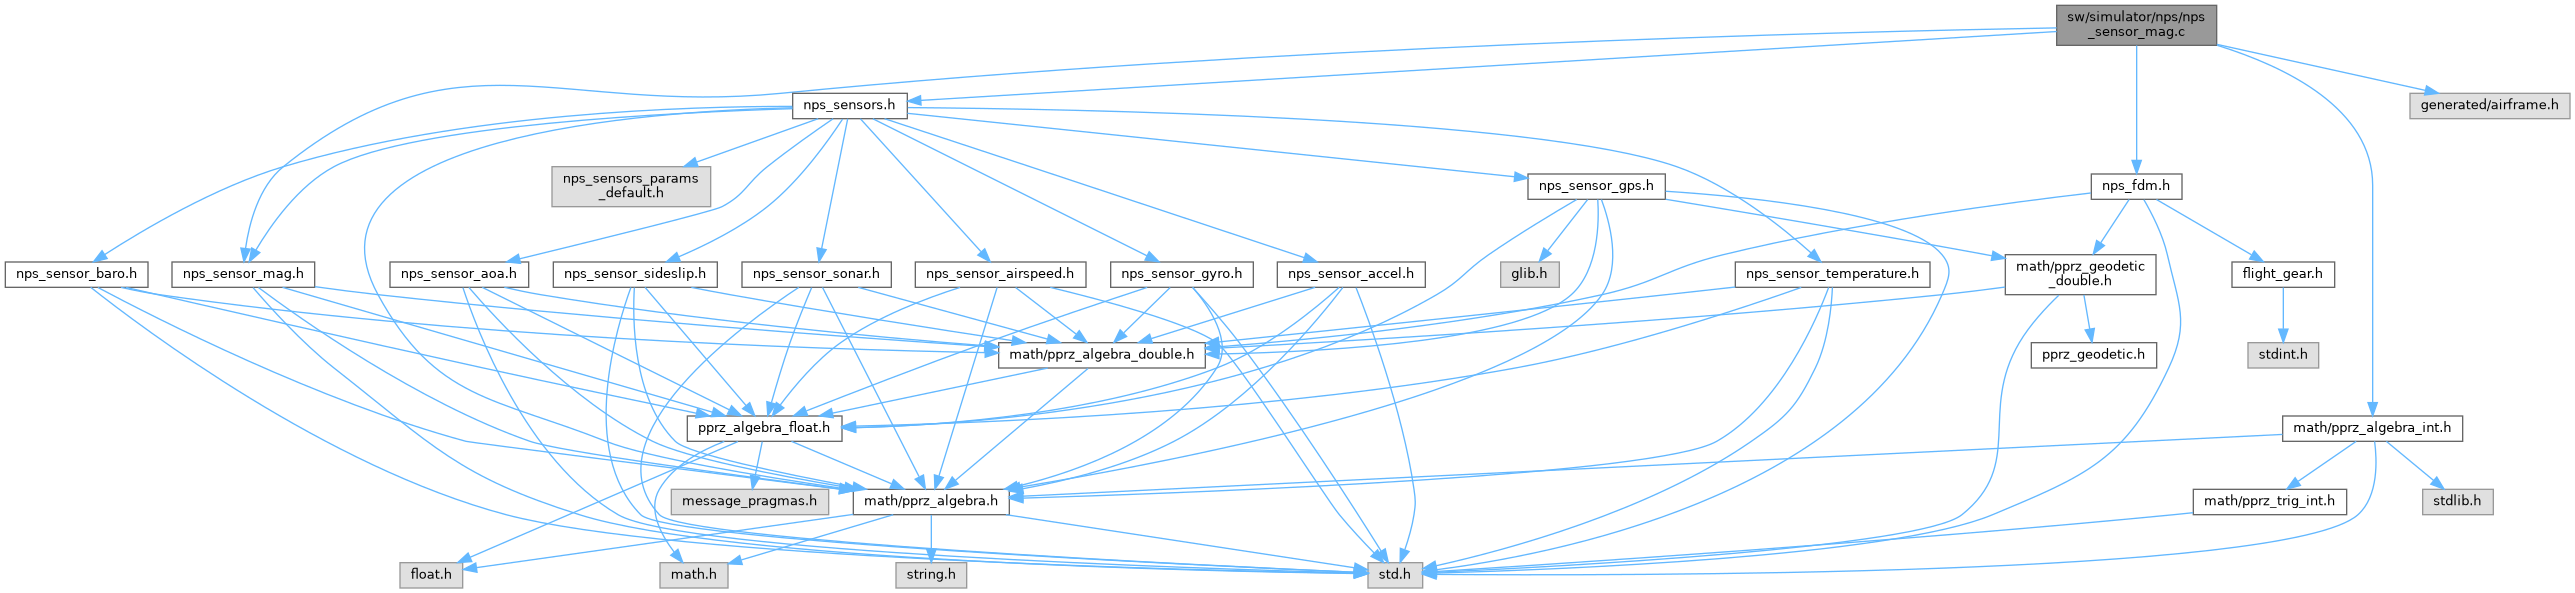 sw/simulator/nps/nps
_sensor_mag.c
nps_sensors.h
generated/airframe.h
nps_sensors_params
_default.h
nps_sensor_gps.h
nps_fdm.h
nps_sensor_baro.h
nps_sensor_mag.h
nps_sensor_aoa.h
nps_sensor_sideslip.h
nps_sensor_sonar.h
nps_sensor_airspeed.h
nps_sensor_gyro.h
nps_sensor_accel.h
glib.h
nps_sensor_temperature.h
math/pprz_geodetic
_double.h
flight_gear.h
math/pprz_algebra_double.h
pprz_geodetic.h
stdint.h
pprz_algebra_float.h
math/pprz_algebra_int.h
message_pragmas.h
math/pprz_algebra.h
math/pprz_trig_int.h
stdlib.h
float.h
math.h
string.h
std.h